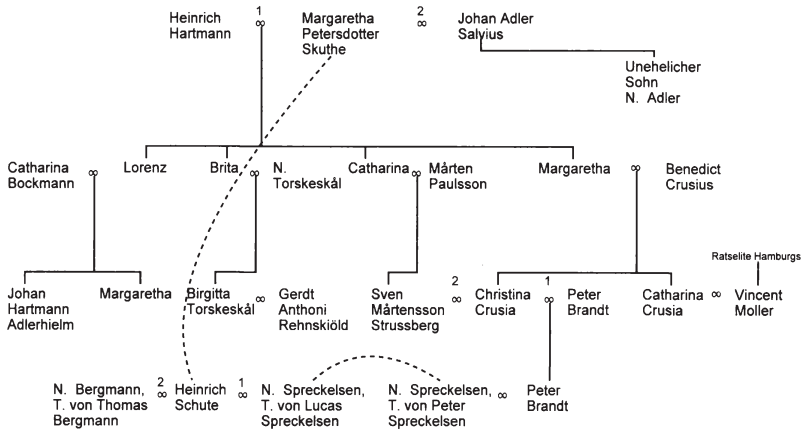 Heinrich
Hartmann
1
∞
Margaretha
Petersdotter
Skuthe
2
∞
Johan Adler
Salvius
Unehelicher
Sohn
N. Adler
Catharina
Bockmann
∞
Lorenz
Brita
∞
N.
Torskeskål
Catharina
∞
Mårten
Paulsson
Margaretha
∞
Benedict
Crusius
Ratselite Hamburgs
Johan
Hartmann
Adlerhielm
Margaretha
Birgitta
Torskeskål
∞
Gerdt
Anthoni
Rehnskiöld
Sven
Mårtensson
Strussberg
2
∞
Christina
Crusia
1
∞
Peter
Brandt
Catharina
Crusia
∞
Vincent
Moller
N. Bergmann,
T. von Thomas
Bergmann
2
∞
Heinrich
Schute
1
∞
N. Spreckelsen,
T. von Lucas
Spreckelsen
N. Spreckelsen,
T. von Peter
Spreckelsen
∞
Peter
Brandt